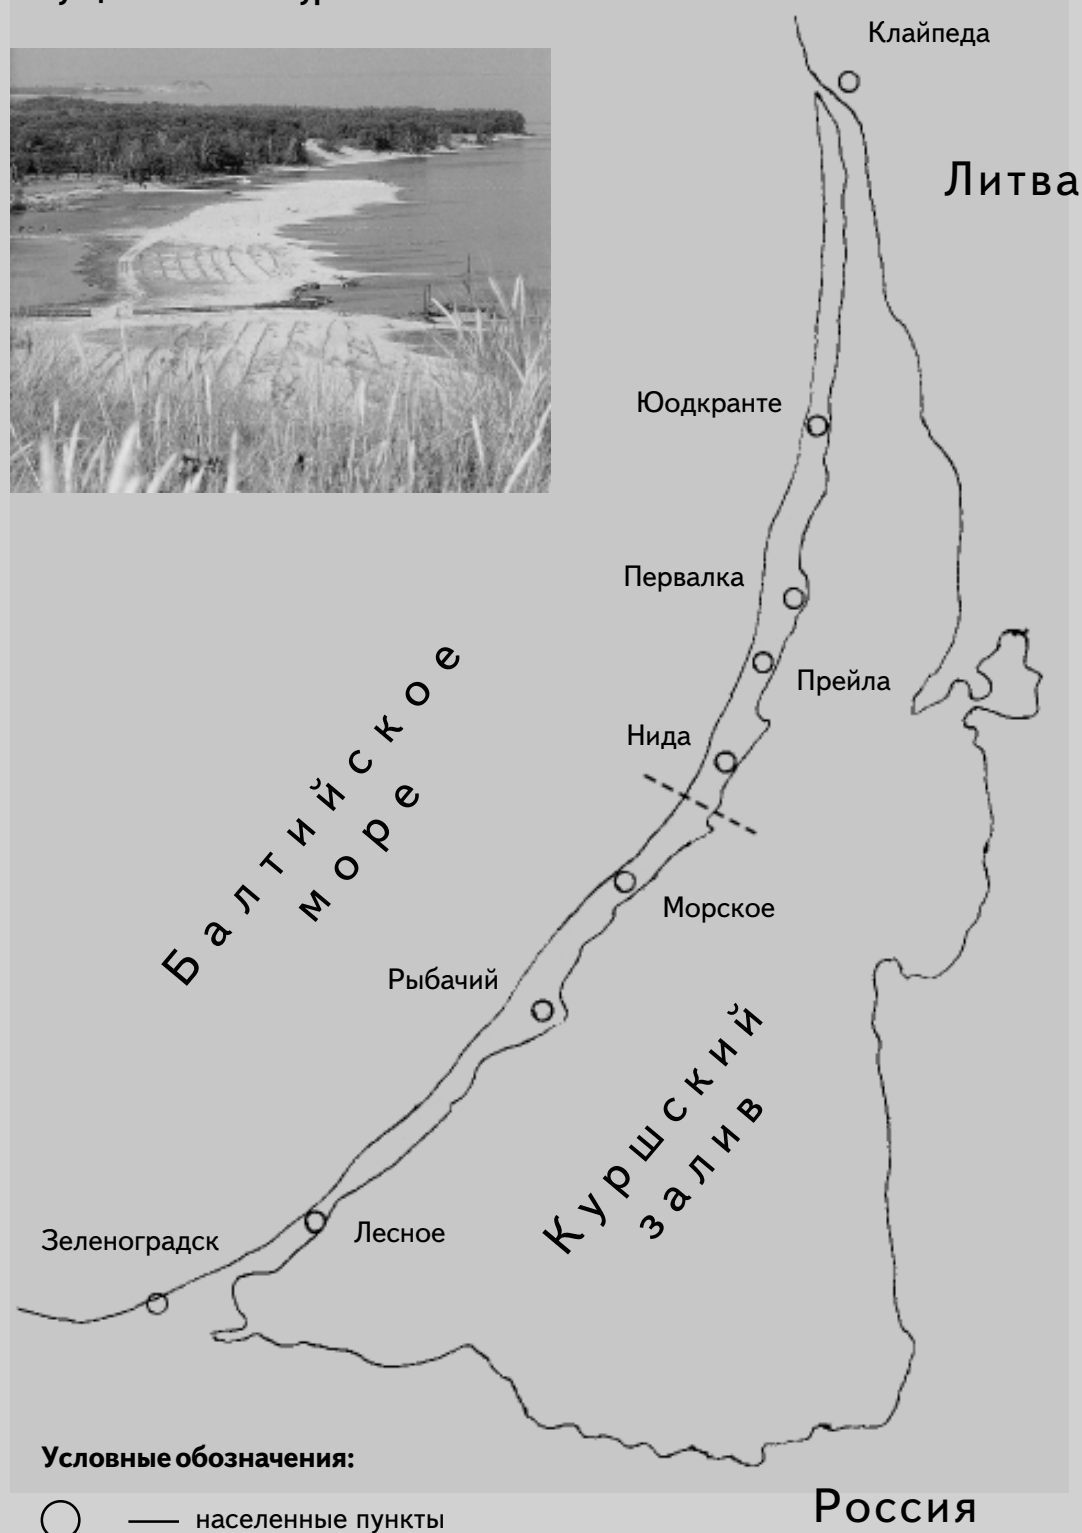 Клайпеда
Литва
Юодкранте
Первалка
Прейла
Нида
Балтийское
море
Морское
Рыбачий
Куршский
залив
Лесное
Зеленоградск
Условные обозначения:
— населенные пункты
Россия